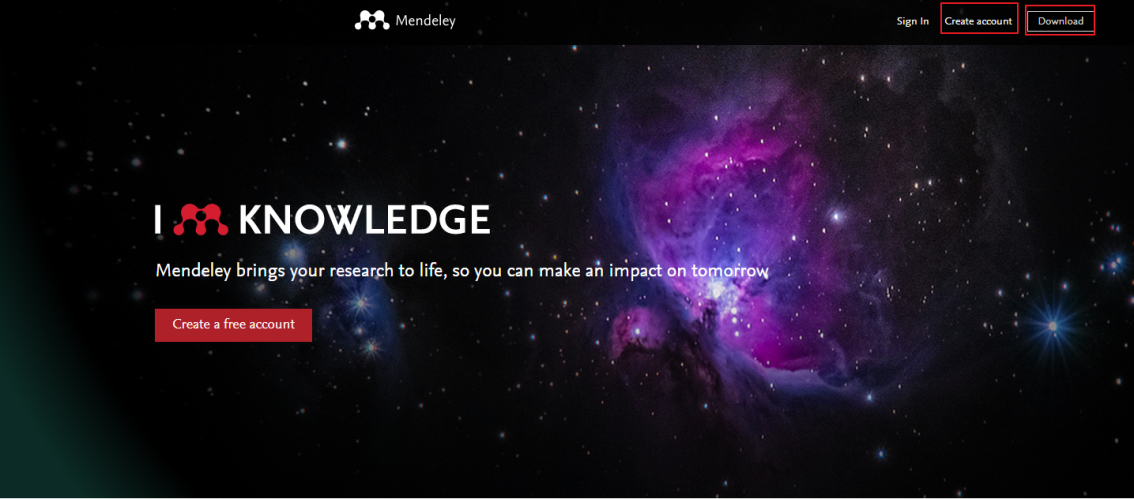 Mendeley
Sign In
Create account
Download
I KNOWLEDGE
Mendeley brings your research to life, so you can make an impact on tomorrow
Create a free account